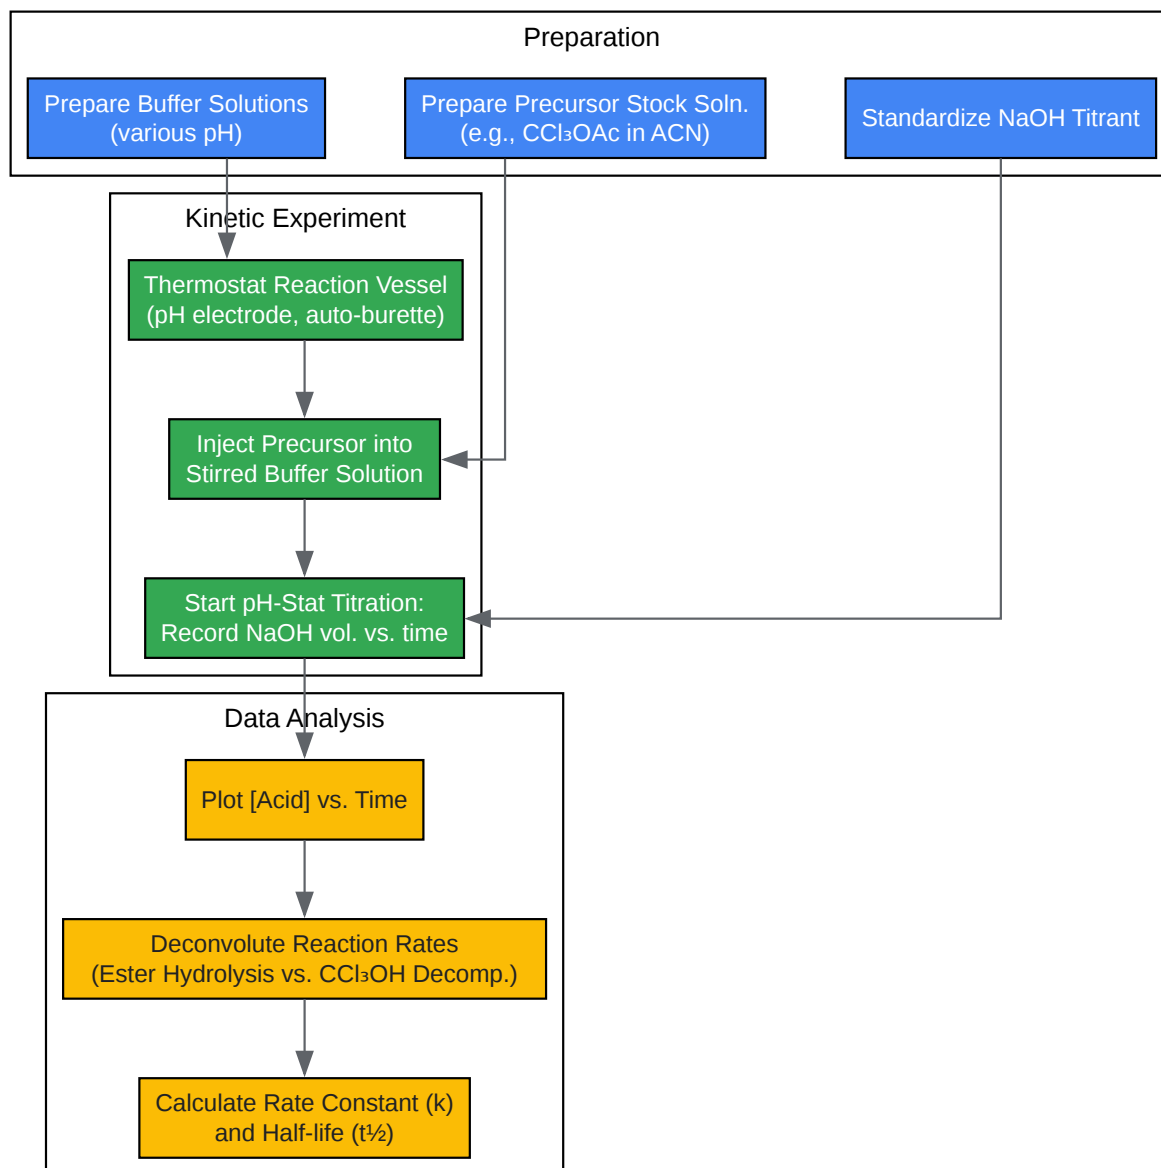 Preparation
Prepare Buffer Solutions
(various pH)
Prepare Precursor Stock Soln.
(e.g., CCl₃OAc in ACN)
Standardize NaOH Titrant
Kinetic Experiment
Thermostat Reaction Vessel
(pH electrode, auto-burette)
Inject Precursor into
Stirred Buffer Solution
Start pH-Stat Titration:
Record NaOH vol. vs. time
Data Analysis
Plot [Acid] vs. Time
Deconvolute Reaction Rates
(Ester Hydrolysis vs. CCl₃OH Decomp.)
Calculate Rate Constant (k)
and Half-life (t½)